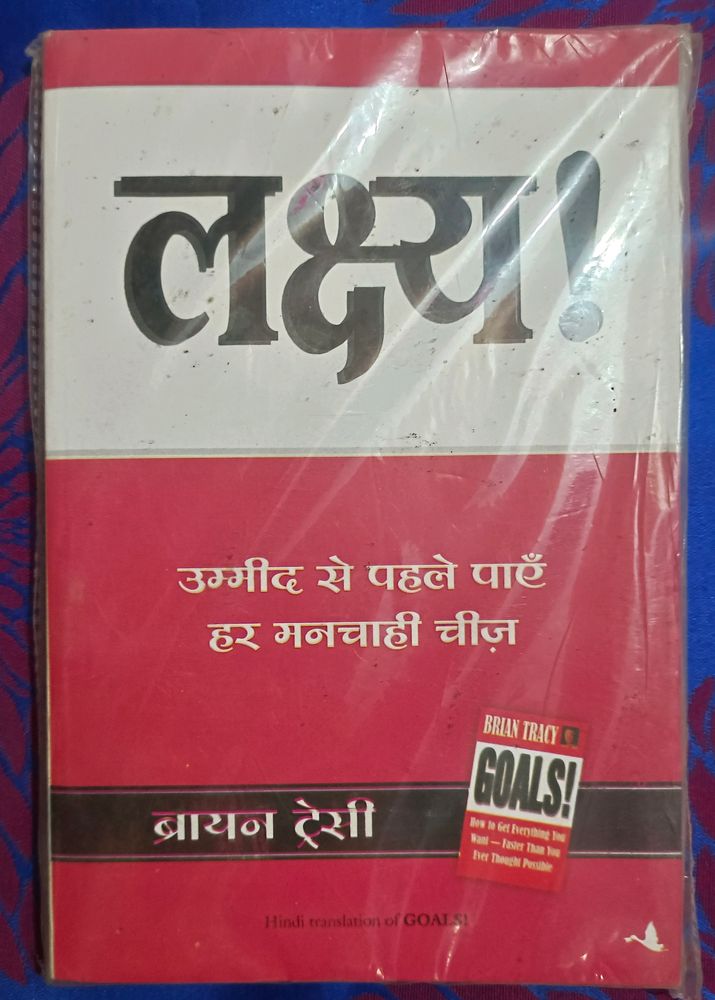 लक्ष्य!
उम्मीद से पहले पाएँ
हर मनचाही चीज़
BRIAN TRACY
GOALS!
How to Get Everything You
Want — Faster Than You
Ever Thought Possible
ब्रायन ट्रेसी
Hindi translation of GOALS!